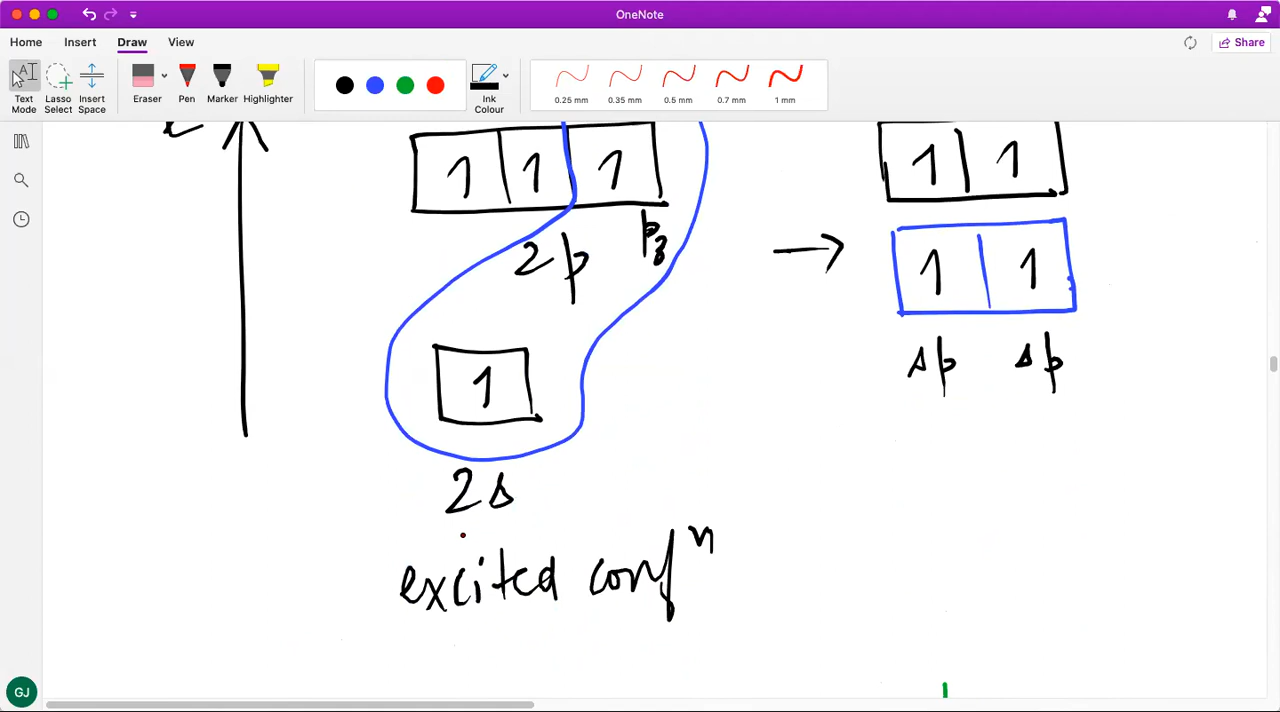 OneNote
Home Insert Draw View
Share
Text Mode
Lasso Select
Insert Space
Eraser
Pen
Marker
Highlighter
Ink Colour
0.25 mm 0.35 mm 0.5 mm 0.7 mm 1 mm
E
1 1 1
1 1
2p
p₃
→
1 1
1
sp sp
2s
excited confⁿ
GJ